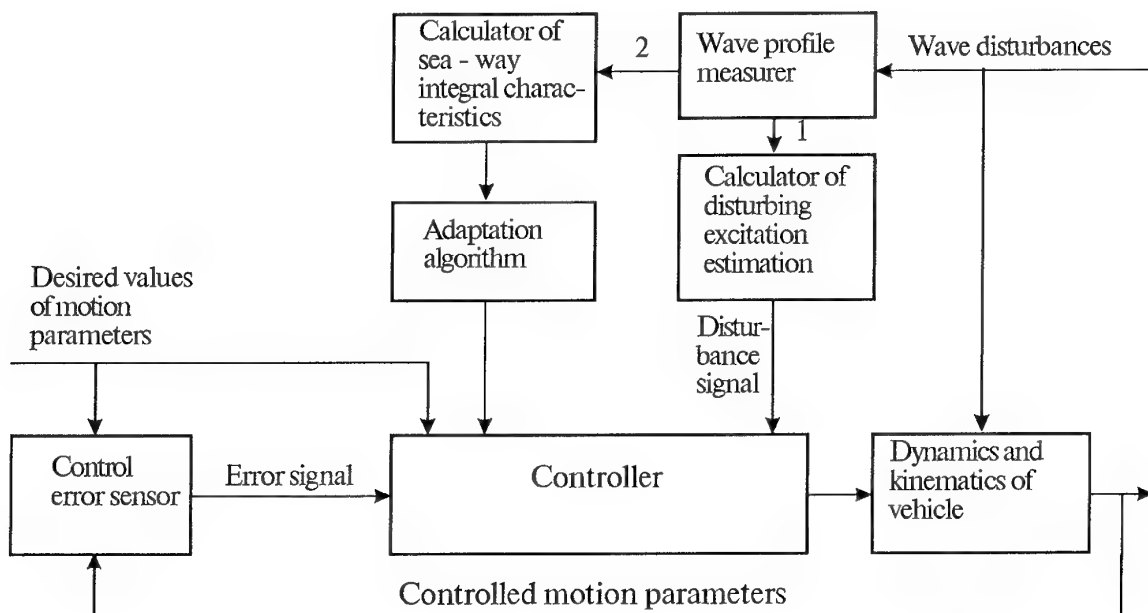 Calculator of
sea - way
integral charac-
teristics
2
Wave profile
measurer
Wave disturbances
1
Calculator of
disturbing
excitation
estimation
Adaptation
algorithm
Desired values
of motion
parameters
Distur-
bance
signal
Control
error sensor
Error signal
Controller
Dynamics and
kinematics of
vehicle
Controlled motion parameters